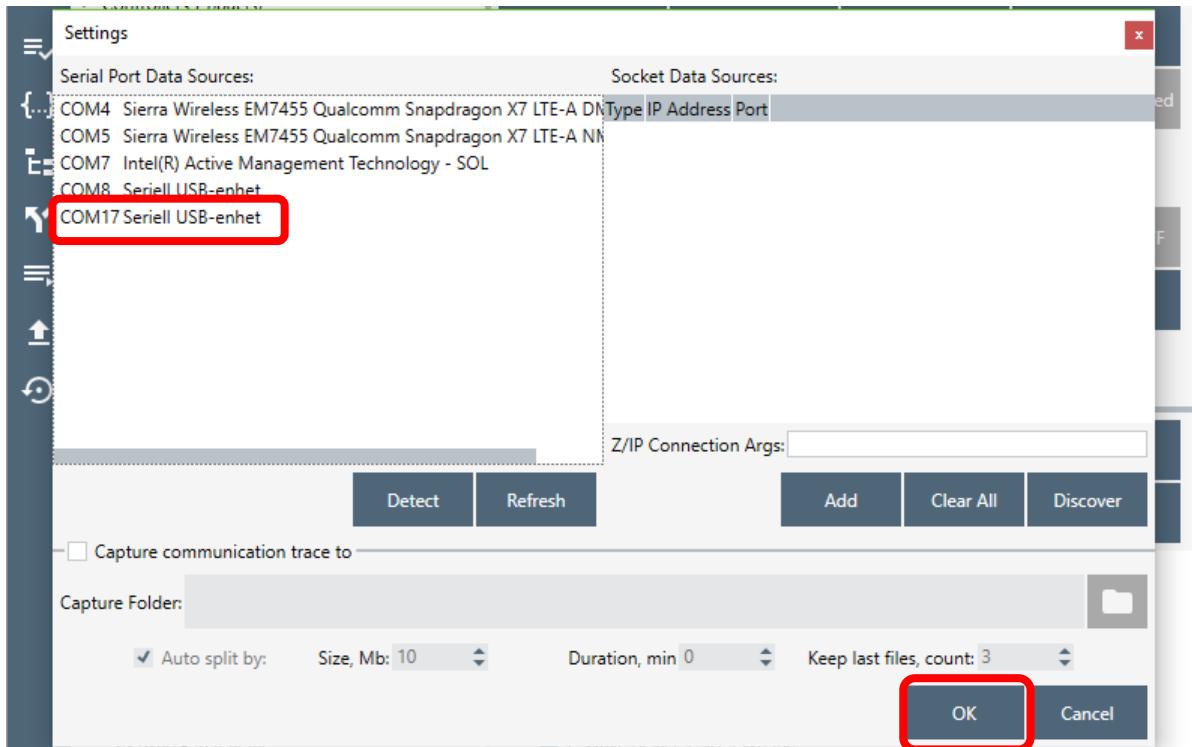 Settings
x
Serial Port Data Sources:
Socket Data Sources:
COM4 Sierra Wireless EM7455 Qualcomm Snapdragon X7 LTE-A
COM5 Sierra Wireless EM7455 Qualcomm Snapdragon X7 LTE-A
COM7 Intel(R) Active Management Technology - SOL
COM8 Seriell USB-enhet
COM17 Seriell USB-enhet
Type IP Address Port
Z/IP Connection Args:
Detect Refresh
Add Clear All Discover
Capture communication trace to
Capture Folder:
Auto split by: Size, Mb: 10 Duration, min 0 Keep last files, count: 3
OK Cancel